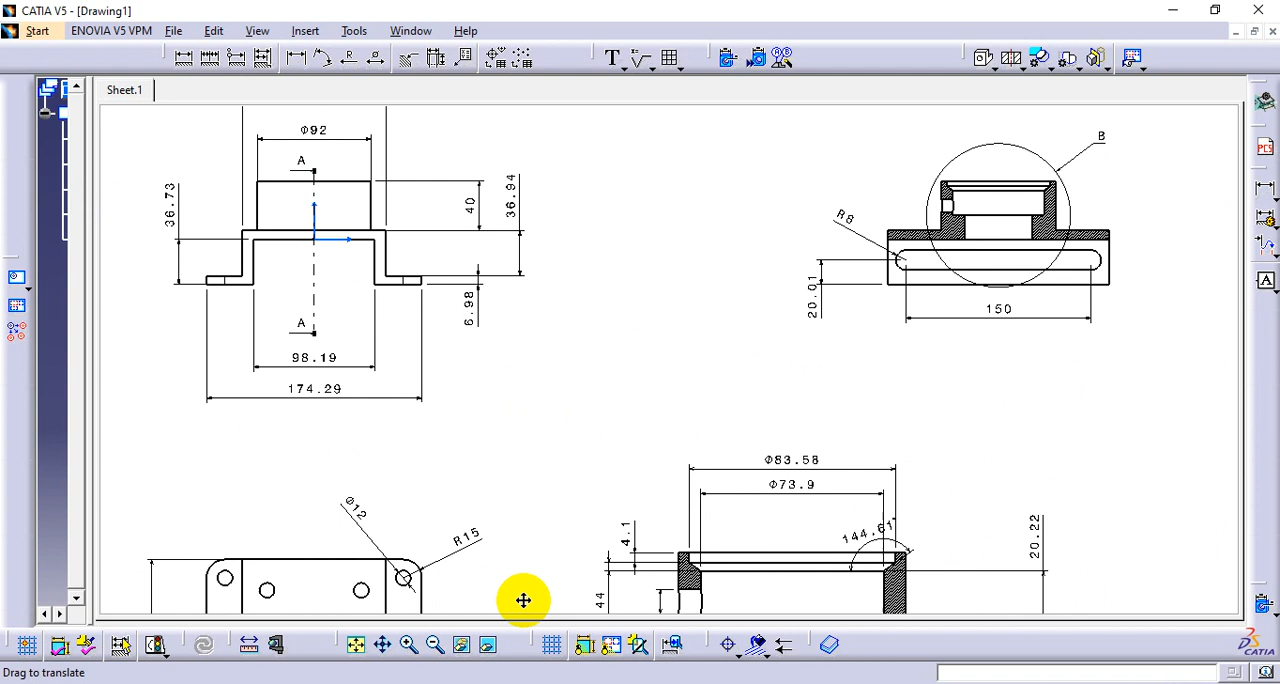 CATIA V5 - [Drawing1]
Start ENOVIA V5 VPM File Edit View Insert Tools Window Help
Sheet.1
Φ92
A
36.73
40
36.94
6.98
A
98.19
174.29
B
R8
20.01
150
Φ12
R15
Φ83.58
Φ73.9
4.1
144.61°
20.22
44
PCS
CATIA
Drag to translate